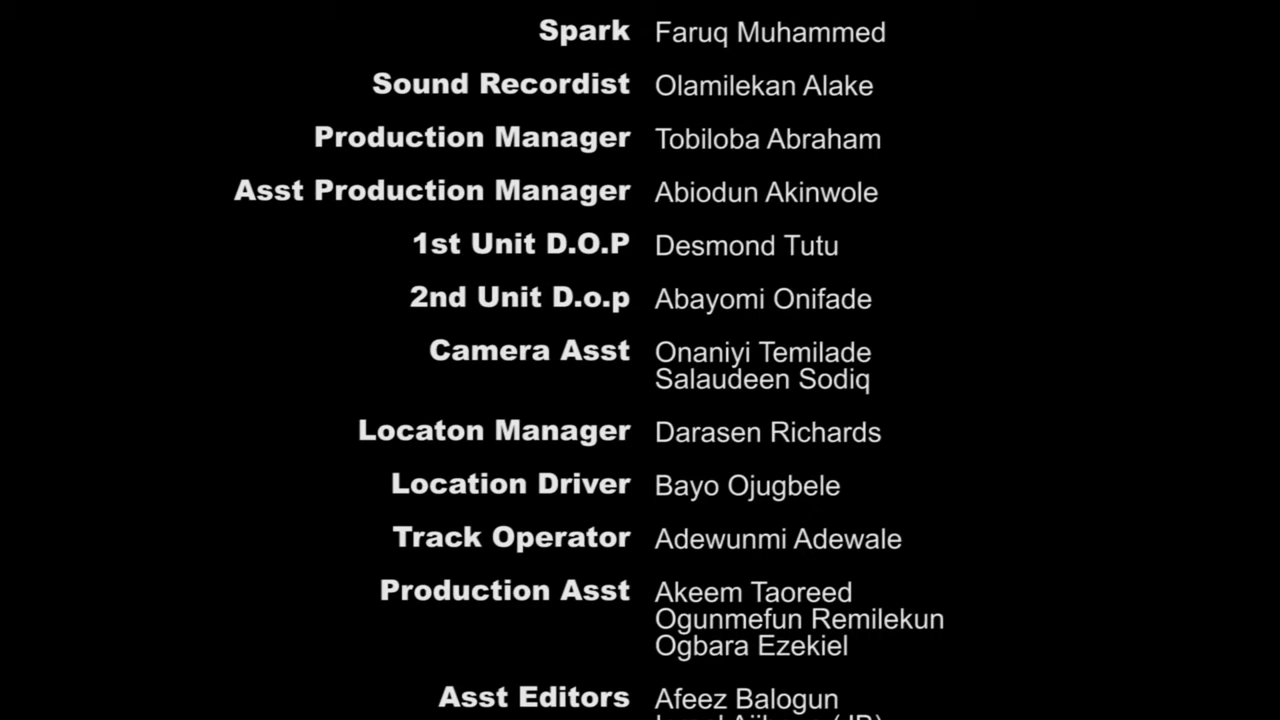 Spark Faruq Muhammed
Sound Recordist Olamilekan Alake
Production Manager Tobiloba Abraham
Asst Production Manager Abiodun Akinwole
1st Unit D.O.P Desmond Tutu
2nd Unit D.o.p Abayomi Onifade
Camera Asst Onaniyi Temilade
Salaudeen Sodiq
Locaton Manager Darasen Richards
Location Driver Bayo Ojugbele
Track Operator Adewunmi Adewale
Production Asst Akeem Taoreed
Ogunmefun Remilekun
Ogbara Ezekiel
Asst Editors Afeez Balogun